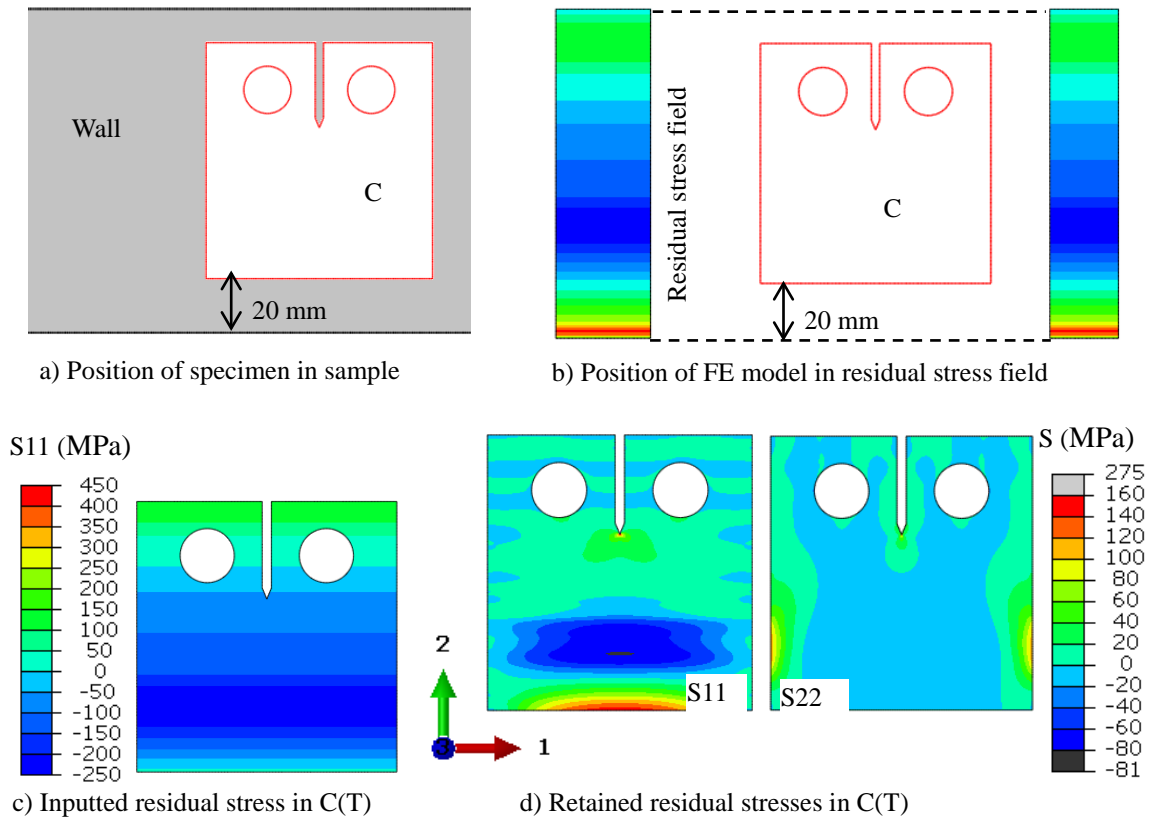 Wall
C
20 mm
a) Position of specimen in sample
Residual stress field
C
20 mm
b) Position of FE model in residual stress field
S11 (MPa)
450
400
350
300
250
200
150
100
50
0
-50
-100
-150
-200
-250
c) Inputted residual stress in C(T)
2
3
1
S11
S22
S (MPa)
275
160
140
120
100
80
60
40
20
0
-20
-40
-60
-80
-81
d) Retained residual stresses in C(T)